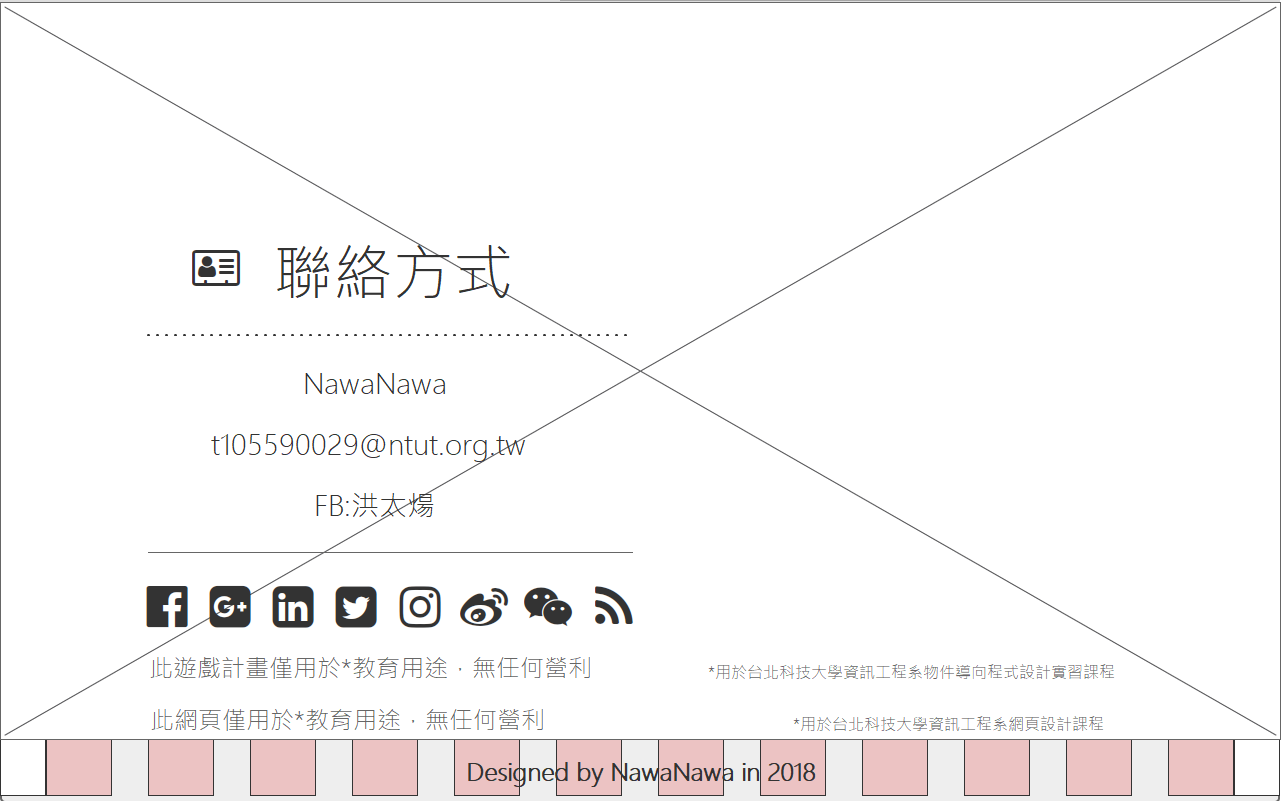 聯絡方式
NawaNawa
t105590029@ntut.org.tw
FB:洪太煬
此遊戲計畫僅用於*教育用途，無任何營利
*用於台北科技大學資訊工程系物件導向程式設計實習課程
此網頁僅用於*教育用途，無任何營利
*用於台北科技大學資訊工程系網頁設計課程
Designed by NawaNawa in 2018